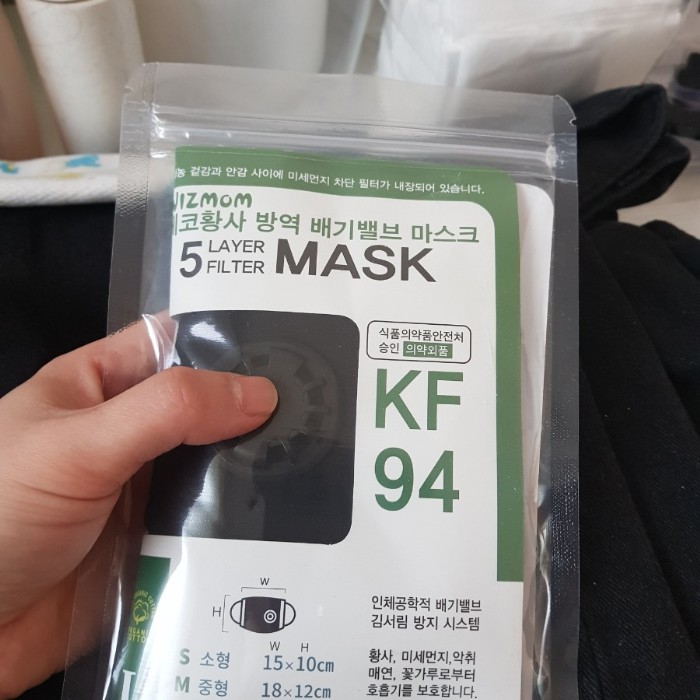 겉감과 안감 사이에 미세먼지 차단 필터가 내장되어 있습니다.
WIZMOM
코황사 방역 배기밸브 마스크
5 LAYER FILTER MASK
식품의약품안전처
승인 의약외품
KF
94
W
H
W H
S 소형 15×10cm
M 중형 18×12cm
인체공학적 배기밸브
김서림 방지 시스템
황사, 미세먼지,악취
매연, 꽃가루로부터
호흡기를 보호합니다.